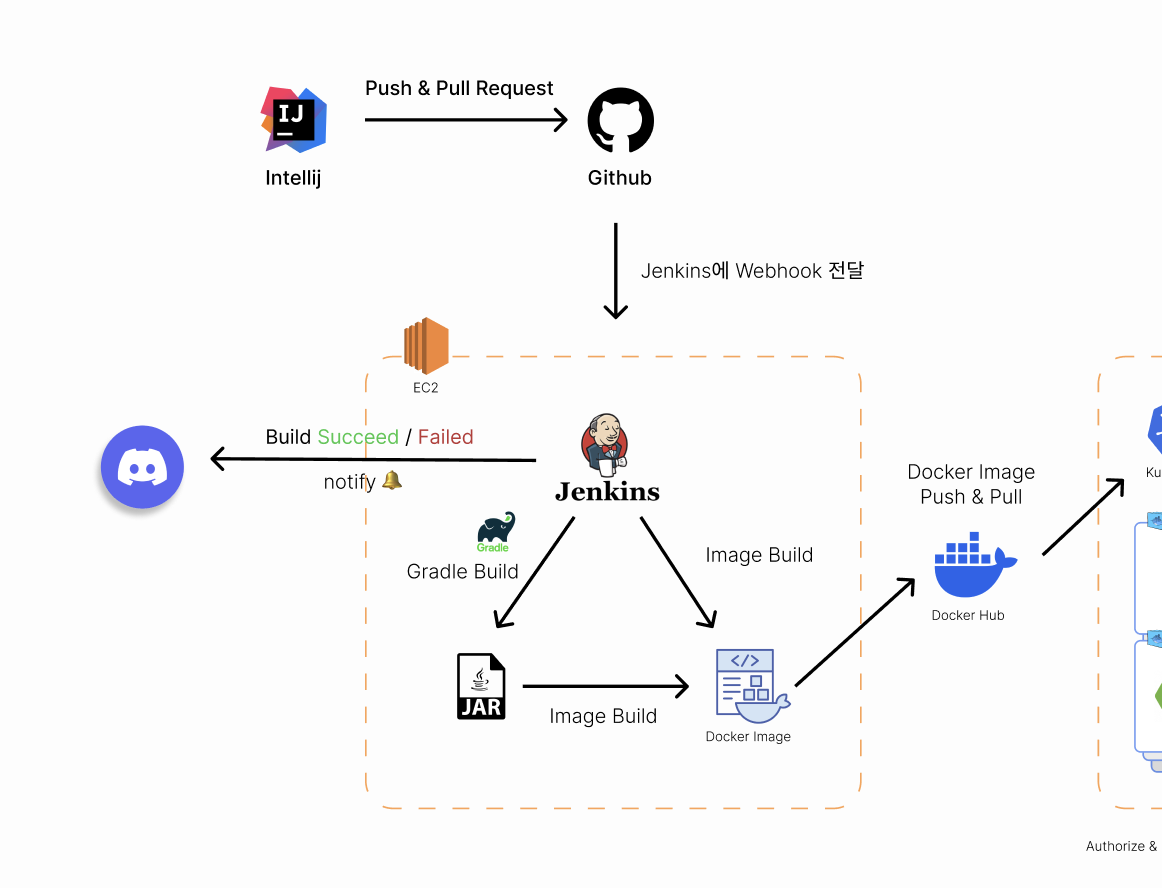 Push & Pull Request
IJ
Intellij
Github
Jenkins에 Webhook 전달
EC2
Build Succeed / Failed
notify
Jenkins
Gradle
Gradle Build
Image Build
JAR
Image Build
</>
Docker Image
Docker Image
Push & Pull
Docker Hub
Ku
Authorize &